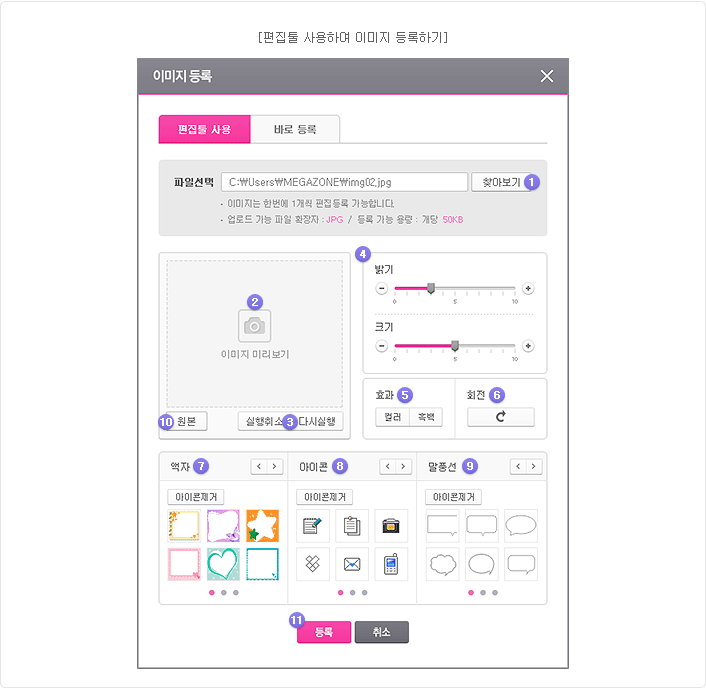 [편집툴 사용하여 이미지 등록하기]
이미지 등록
편집툴 사용 바로 등록
파일선택 C:₩Users₩MEGAZONE₩img02.jpg 찾아보기 1
· 이미지는 한번에 1개씩 편집등록 가능합니다.
· 업로드 가능 파일 확장자 : JPG / 등록 가능 용량 : 개당 50KB
2
이미지 미리보기
10 원본 실행취소 3 다시실행
4
밝기
0 5 10
크기
0 5 10
효과 5 회전 6
컬러 흑백
액자 7 아이콘 8 말풍선 9
아이콘제거 아이콘제거 아이콘제거
11
등록 취소